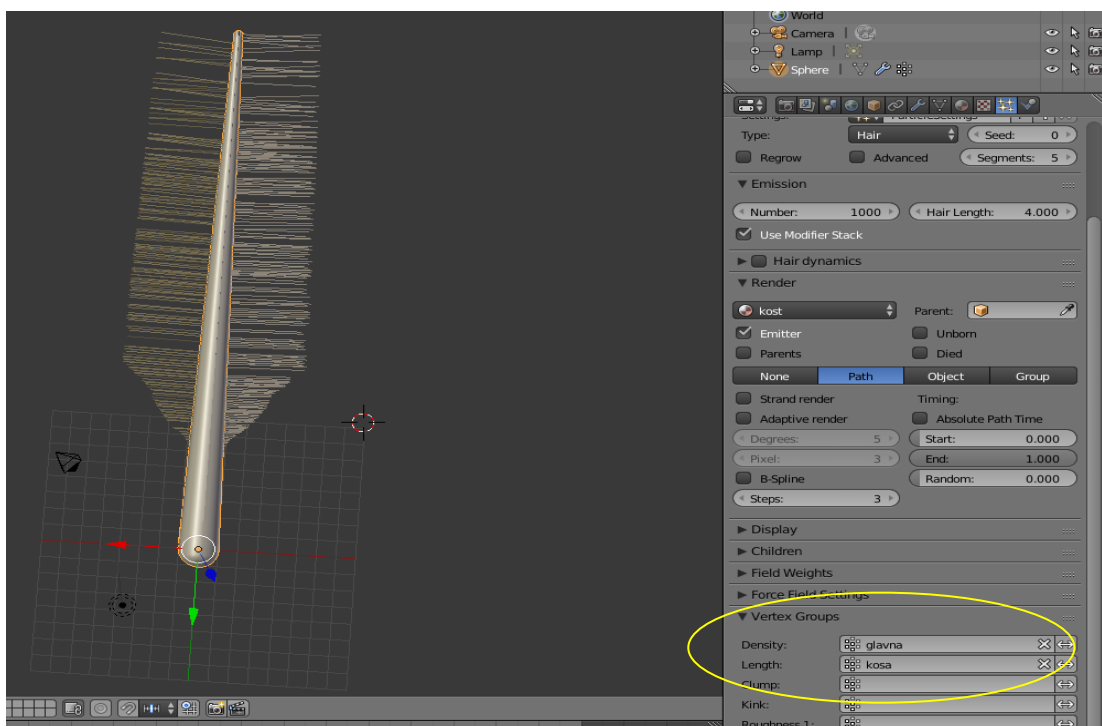 World
Camera
Lamp
Sphere
Settings: ParticleSettings
Type: Hair Seed: 0
Regrow Advanced Segments: 5
Emission
Number: 1000 Hair Length: 4.000
Use Modifier Stack
Hair dynamics
Render
kost Parent:
Emitter Unborn
Parents Died
None Path Object Group
Strand render Timing:
Adaptive render Absolute Path Time
Degrees: 5 Start: 0.000
Pixel: 3 End: 1.000
B-Spline Random: 0.000
Steps: 3
Display
Children
Field Weights
Force Field Settings
Vertex Groups
Density: glavna
Length: kosa
Clump:
Kink:
Roughness 1: